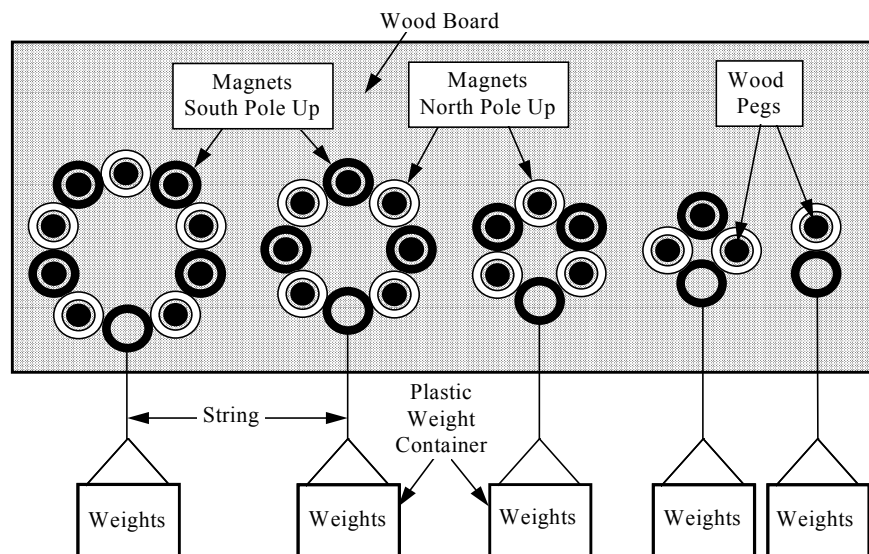 Wood Board
Magnets
South Pole Up
Magnets
North Pole Up
Wood
Pegs
String
Plastic
Weight
Container
Weights
Weights
Weights
Weights
Weights